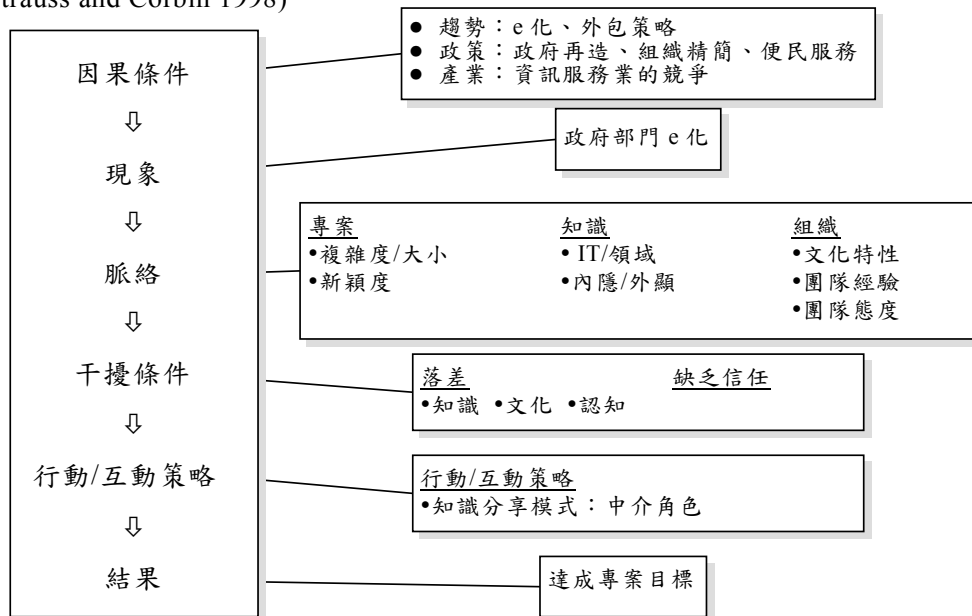 trauss and Corbin 1998)
因果條件
⇩
現象
⇩
脈絡
⇩
干擾條件
⇩
行動/互動策略
⇩
結果
● 趨勢：e 化、外包策略
● 政策：政府再造、組織精簡、便民服務
● 產業：資訊服務業的競爭
政府部門 e 化
專案 知識 組織
•複雜度/大小 • IT/領域 •文化特性
•新穎度 •內隱/外顯 •團隊經驗
•團隊態度
落差 缺乏信任
•知識 •文化 •認知
行動/互動策略
•知識分享模式：中介角色
達成專案目標